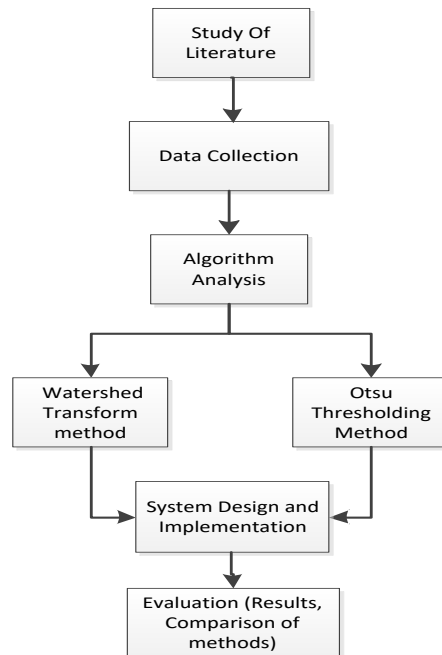 Study Of
Literature
Data Collection
Algorithm
Analysis
Watershed
Transform
method
Otsu
Thresholding
Method
System Design and
Implementation
Evaluation (Results,
Comparison of
methods)